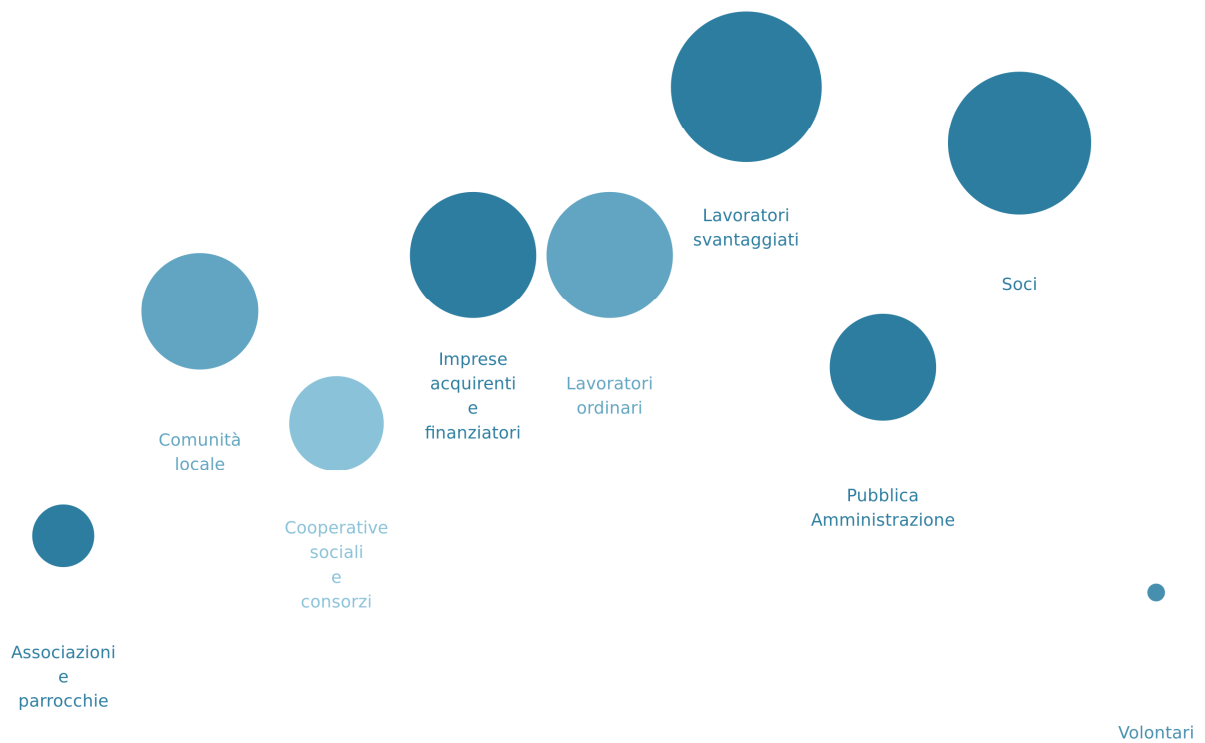 Associazioni
e
parrocchie
Comunità
locale
Cooperative
sociali
e
consorzi
Imprese
acquirenti
e
finanziatori
Lavoratori
ordinari
Lavoratori
svantaggiati
Pubblica
Amministrazione
Soci
Volontari